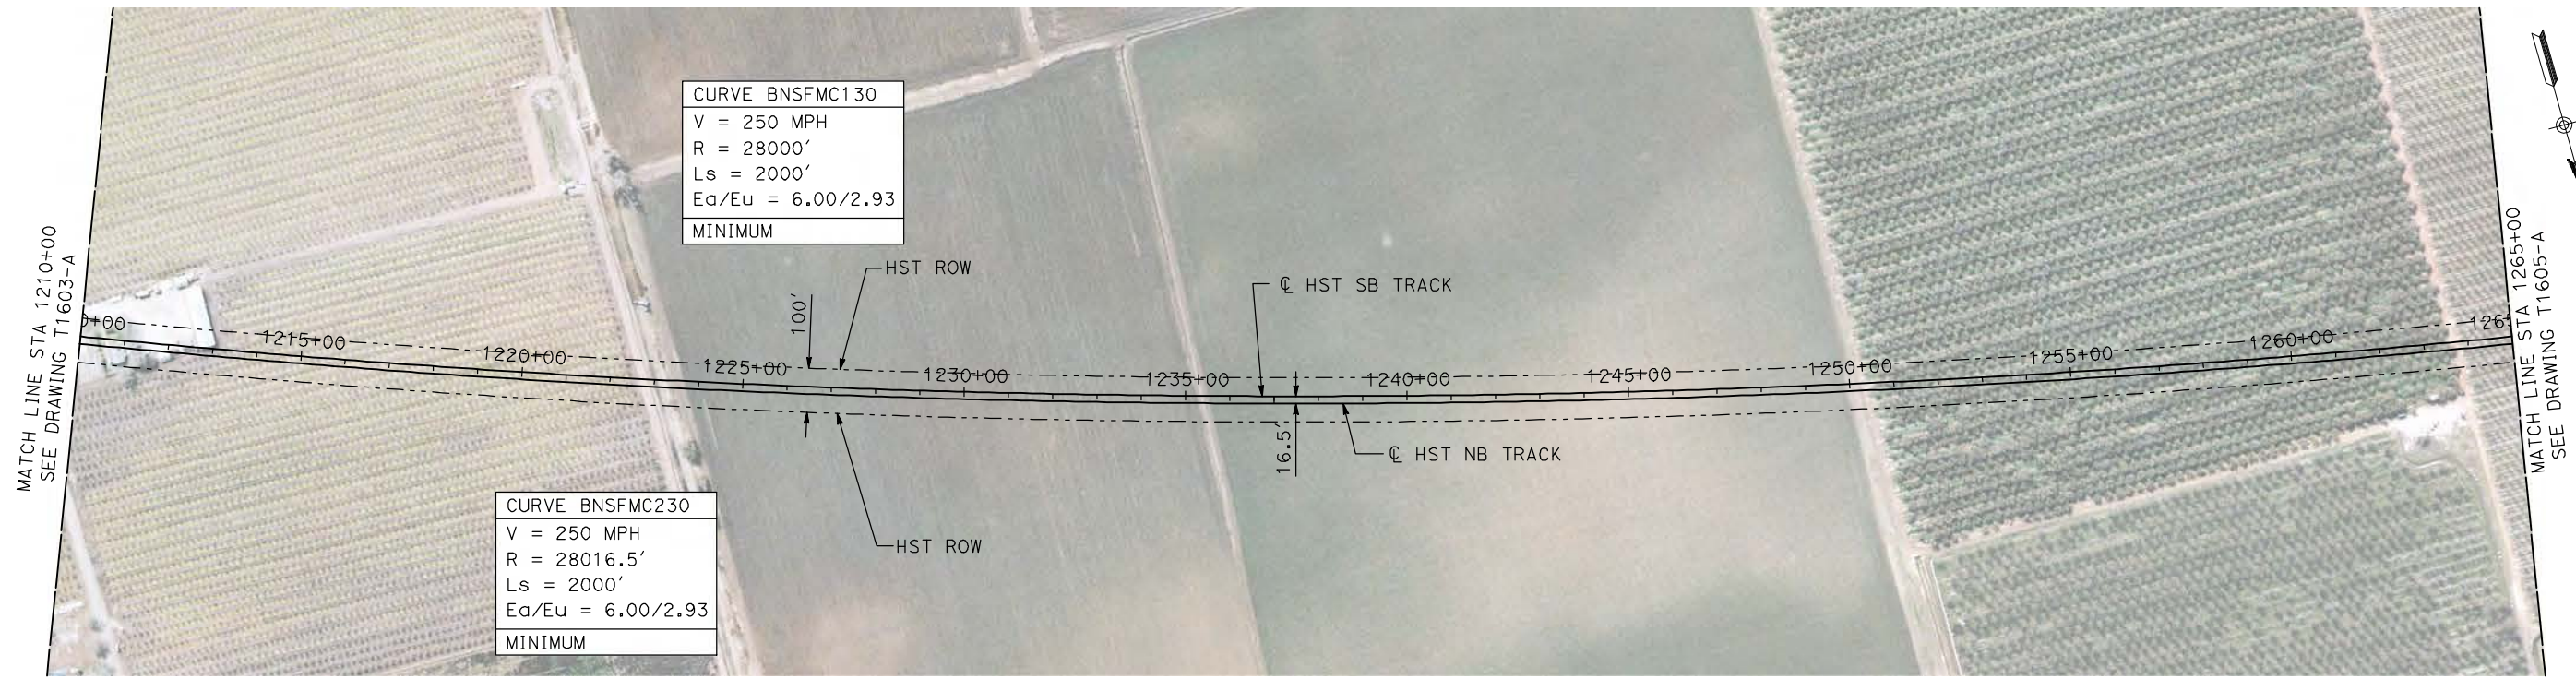 CURVE BNSFMC130
V = 250 MPH
R = 28000'
Ls = 2000'
Ea/Eu = 6.00/2.93
MINIMUM
MATCH LINE STA 1210+00
SEE DRAWING T1603-A
HST ROW
100'
℄ HST SB TRACK
MATCH LINE STA 1265+00
SEE DRAWING T1605-A
0+00
1215+00
1220+00
1225+00
1230+00
1235+00
1240+00
1245+00
1250+00
1255+00
1260+00
1265
16.5'
℄ HST NB TRACK
HST ROW
CURVE BNSFMC230
V = 250 MPH
R = 28016.5'
Ls = 2000'
Ea/Eu = 6.00/2.93
MINIMUM